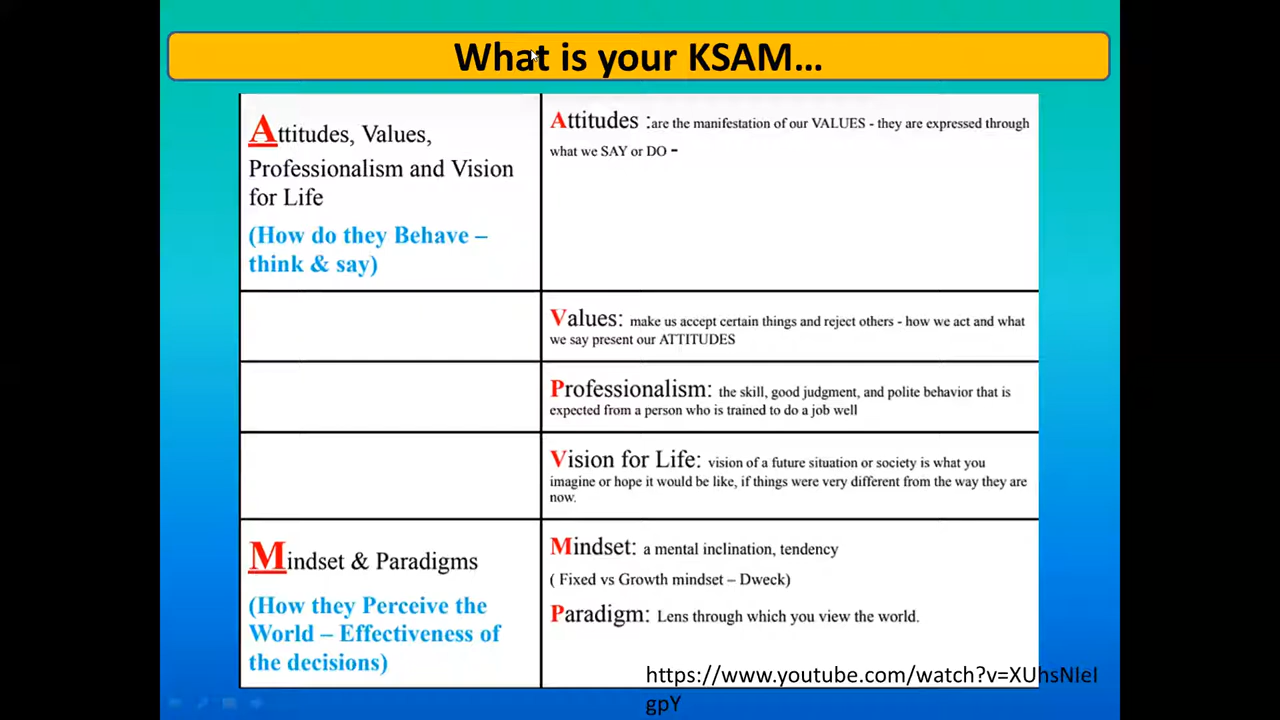 What is your KSAM...
Attitudes, Values,
Professionalism and Vision
for Life
(How do they Behave –
think & say)
Attitudes :are the manifestation of our VALUES - they are expressed through
what we SAY or DO -
Values: make us accept certain things and reject others - how we act and what
we say present our ATTITUDES
Professionalism: the skill, good judgment, and polite behavior that is
expected from a person who is trained to do a job well
Vision for Life: vision of a future situation or society is what you
imagine or hope it would be like, if things were very different from the way they are
now.
Mindset & Paradigms
(How they Perceive the
World – Effectiveness of
the decisions)
Mindset: a mental inclination, tendency
( Fixed vs Growth mindset – Dweck)
Paradigm: Lens through which you view the world.
https://www.youtube.com/watch?v=XUhsNIeI
gpY